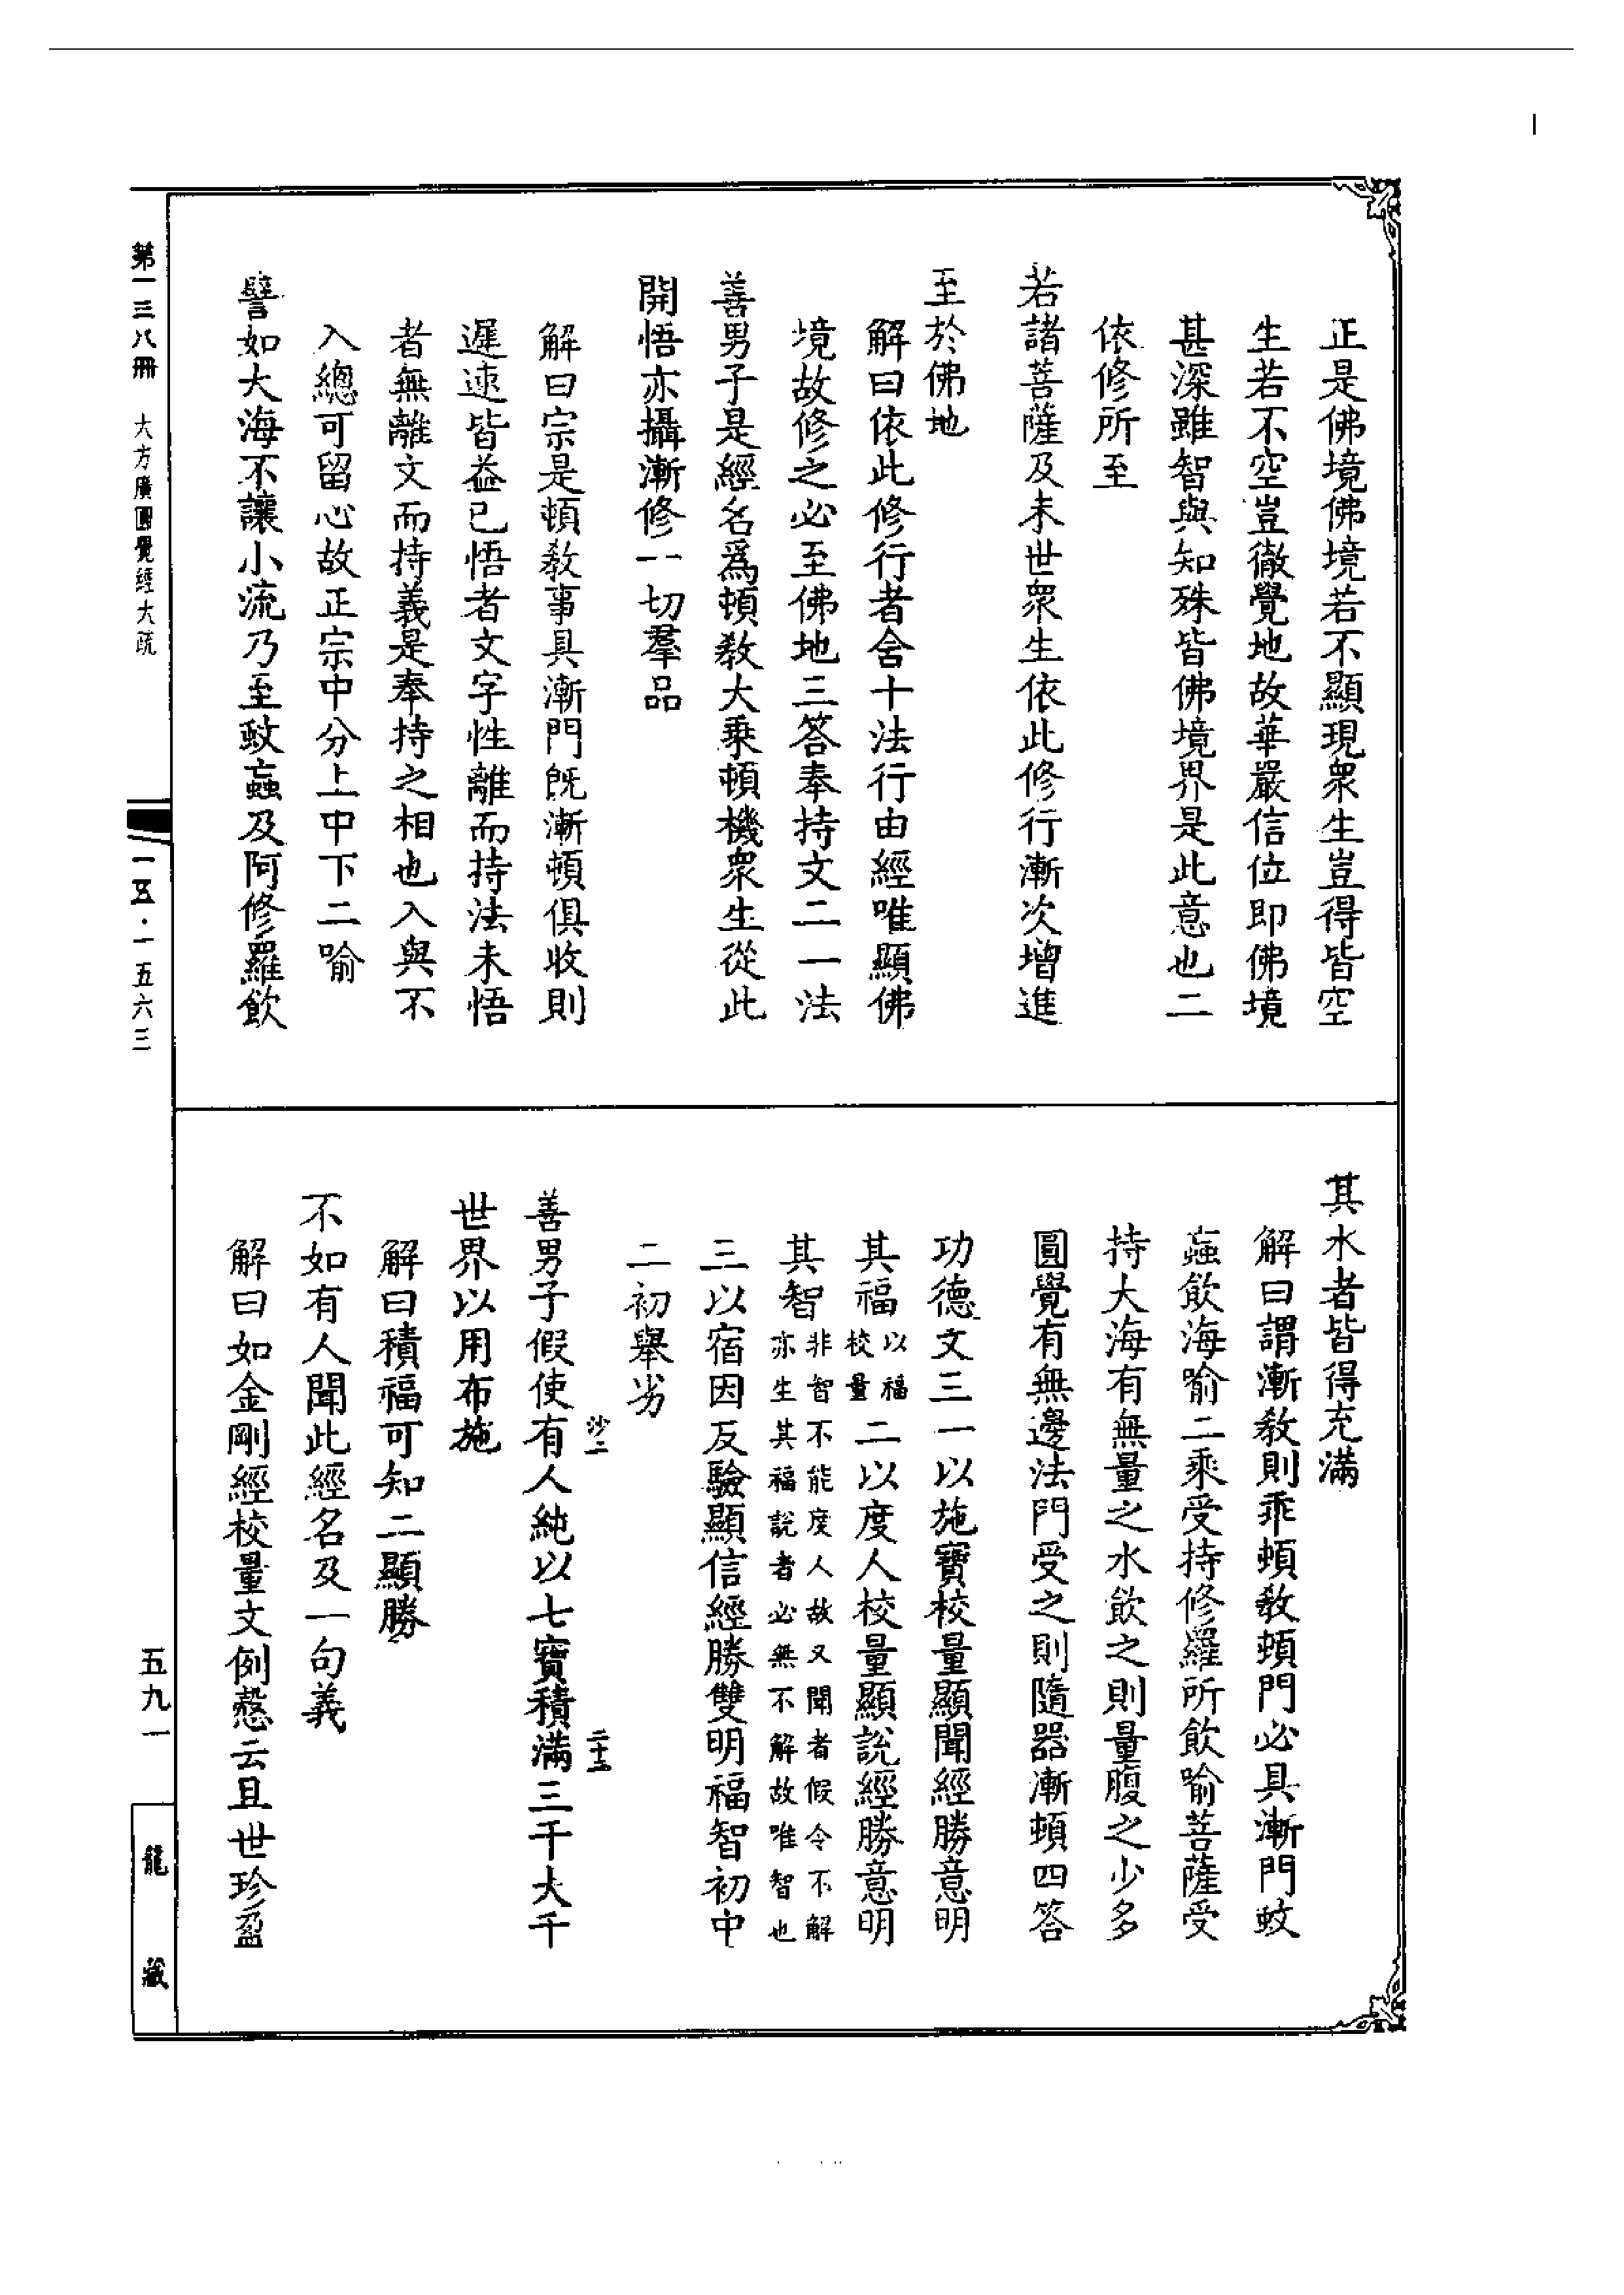 正是佛境佛境若不顯現衆生豈得皆空
生若不空豈徹覺地故華嚴信位即佛境
甚深雖智與知殊皆佛境界是此意也二
依修所至
若諸菩薩及末世衆生依此修行漸次增進
至於佛地
解曰依此修行者舍十法行由經唯顯佛
境故修之必至佛地三答奉持文二一法
善男子是經名爲頓教大乘頓機衆生從此
開悟亦攝漸修一切羣品
解曰宗是頓教事具漸門旣漸頓俱收則
遲速皆益已悟者文字性離而持法未悟
者無離文而持義是奉持之相也入與不
入總可留心故正宗中分上中下二喻
譬如大海不讓小流乃至蚊蝱及阿修羅飲
其水者皆得充滿
解曰謂漸教則乖頓教頓門必具漸門蚊
蝱飲海喻二乘受持修羅所飲喻菩薩受
持大海有無量之水飲之則量腹之少多
圓覺有無邊法門受之則隨器漸頓四答
功德文三一以施寶校量顯聞經勝意明
其福以福校量二以度人校量顯說經勝意明
其智非智不能度人故又聞者假令不解亦生其福說者必無不解故唯智也
三以宿因反驗顯信經勝雙明福智初中
二初舉劣
沙二 二十二
善男子假使有人純以七寶積滿三千大千
世界以用布施
解曰積福可知二顯勝
不如有人聞此經名及一句義
解曰如金剛經校量文例慤云且世珍盈
第一三八冊 大方廣圓覺經大疏
一五·一五六三
五九一
龍藏